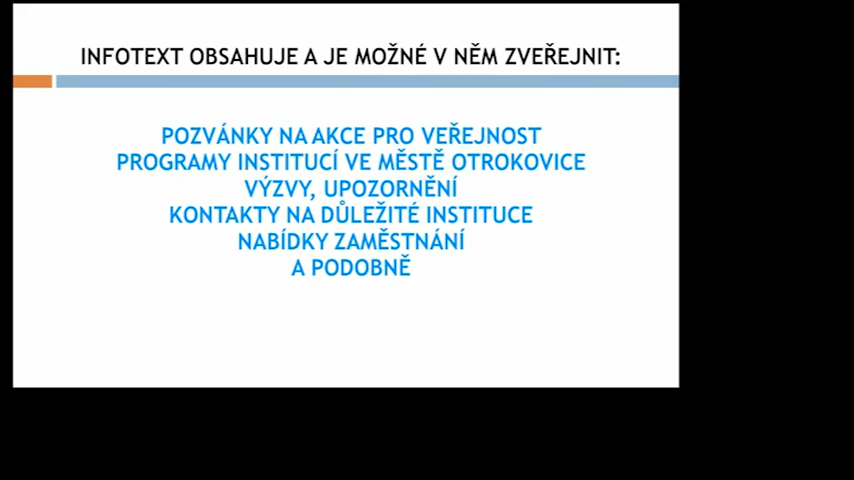 INFOTEXT OBSAHUJE A JE MOŽNÉ V NĚM ZVEŘEJNIT:
POZVÁNKY NA AKCE PRO VEŘEJNOST
PROGRAMY INSTITUCÍ VE MĚSTĚ OTROKOVICE
VÝZVY, UPOZORNĚNÍ
KONTAKTY NA DŮLEŽITÉ INSTITUCE
NABÍDKY ZAMĚSTNÁNÍ
A PODOBNĚ